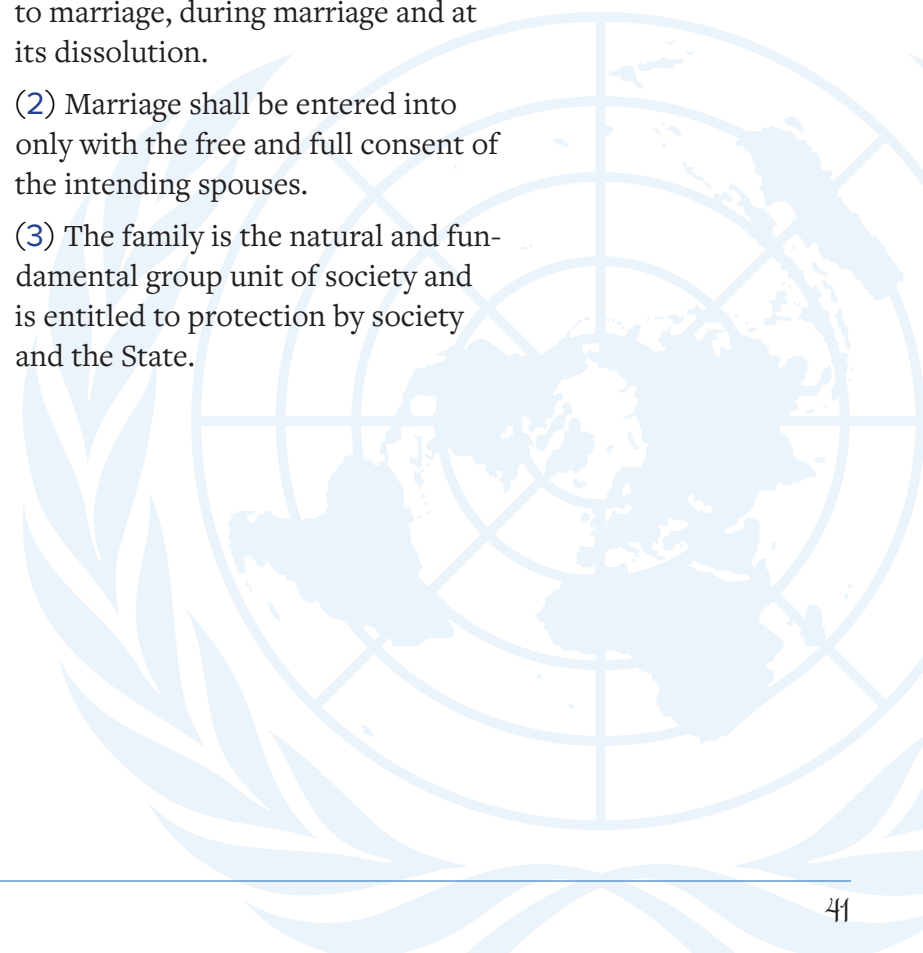 to marriage, during marriage and at
its dissolution.
(2) Marriage shall be entered into
only with the free and full consent of
the intending spouses.
(3) The family is the natural and fun-
damental group unit of society and
is entitled to protection by society
and the State.
41